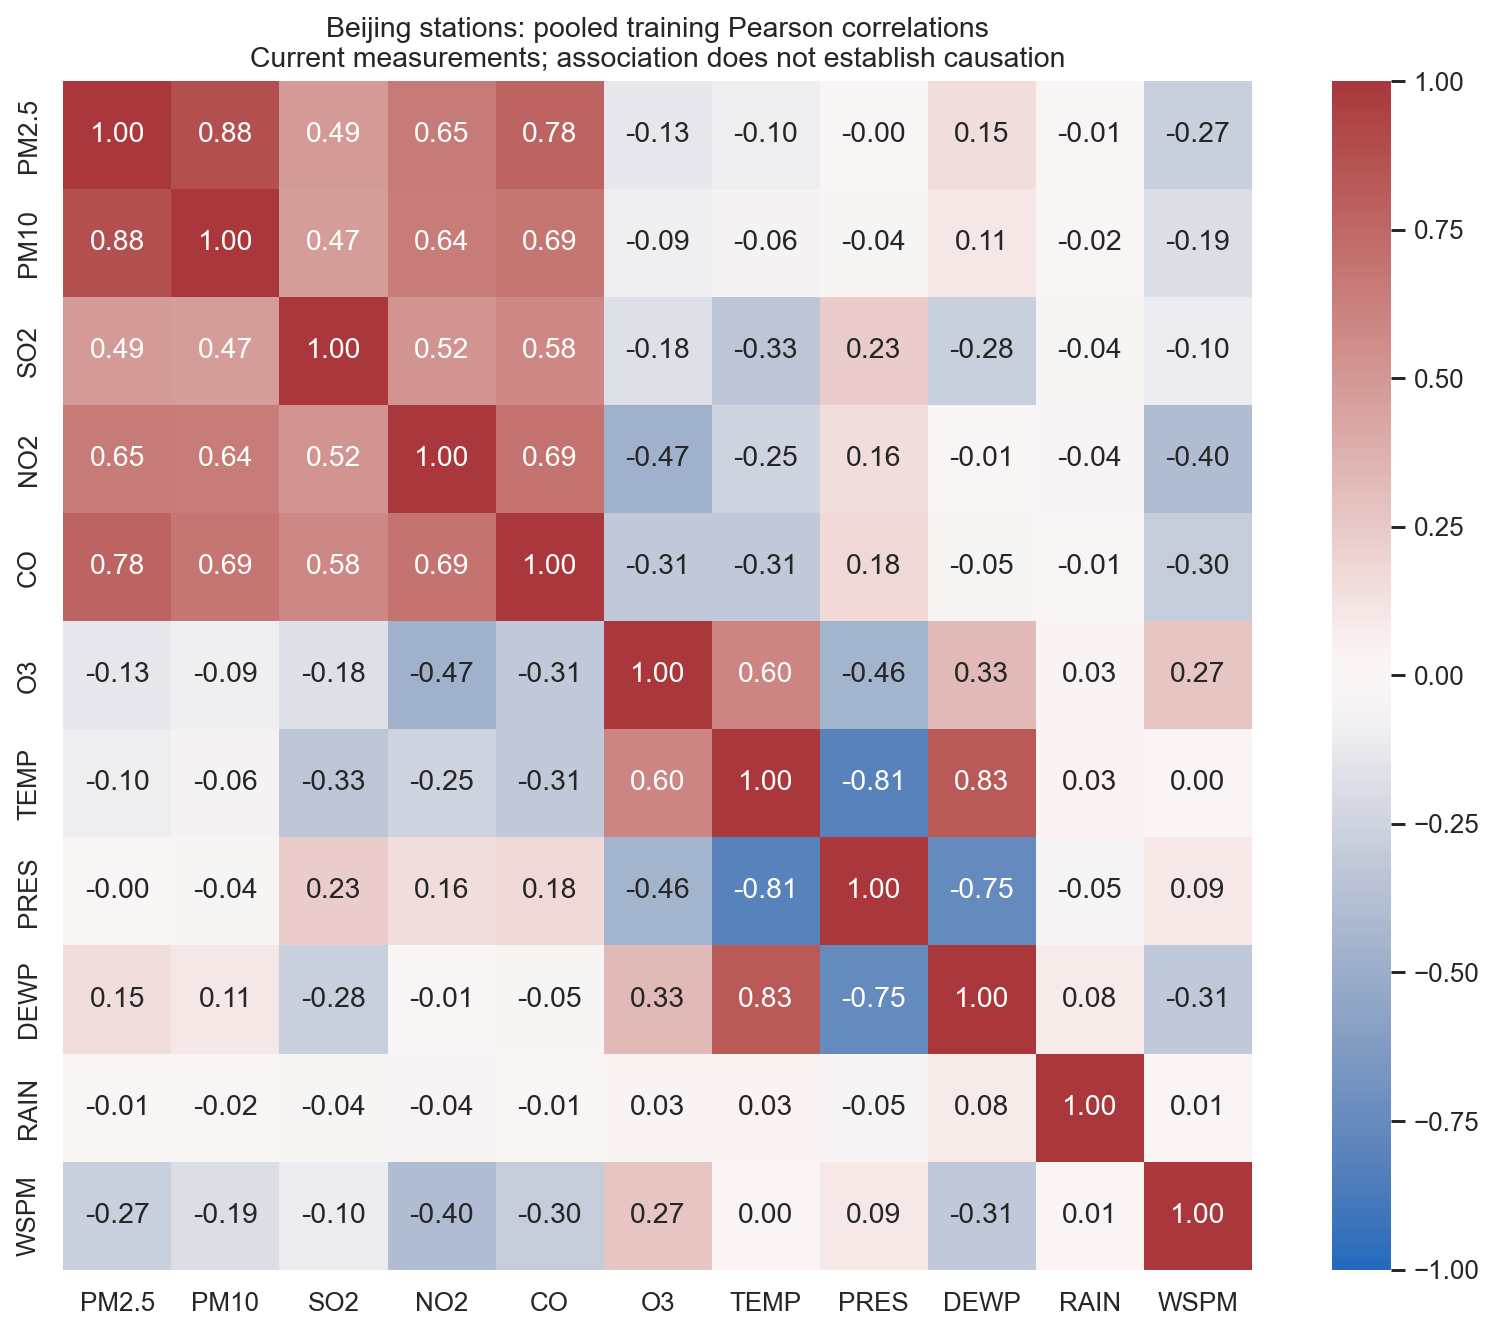 Beijing stations: pooled training Pearson correlations
Current measurements; association does not establish causation
PM2.5 1.00 0.88 0.49 0.65 0.78 -0.13 -0.10 -0.00 0.15 -0.01 -0.27
PM10 0.88 1.00 0.47 0.64 0.69 -0.09 -0.06 -0.04 0.11 -0.02 -0.19
SO2 0.49 0.47 1.00 0.52 0.58 -0.18 -0.33 0.23 -0.28 -0.04 -0.10
NO2 0.65 0.64 0.52 1.00 0.69 -0.47 -0.25 0.16 -0.01 -0.04 -0.40
CO 0.78 0.69 0.58 0.69 1.00 -0.31 -0.31 0.18 -0.05 -0.01 -0.30
O3 -0.13 -0.09 -0.18 -0.47 -0.31 1.00 0.60 -0.46 0.33 0.03 0.27
TEMP -0.10 -0.06 -0.33 -0.25 -0.31 0.60 1.00 -0.81 0.83 0.03 0.00
PRES -0.00 -0.04 0.23 0.16 0.18 -0.46 -0.81 1.00 -0.75 -0.05 0.09
DEWP 0.15 0.11 -0.28 -0.01 -0.05 0.33 0.83 -0.75 1.00 0.08 -0.31
RAIN -0.01 -0.02 -0.04 -0.04 -0.01 0.03 0.03 -0.05 0.08 1.00 0.01
WSPM -0.27 -0.19 -0.10 -0.40 -0.30 0.27 0.00 0.09 -0.31 0.01 1.00
PM2.5 PM10 SO2 NO2 CO O3 TEMP PRES DEWP RAIN WSPM
1.00
0.75
0.50
0.25
0.00
−0.25
−0.50
−0.75
−1.00